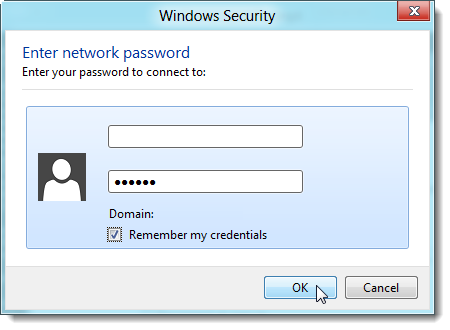 Windows Security
Enter network password
Enter your password to connect to:
••••••
Domain:
Remember my credentials
OK
Cancel